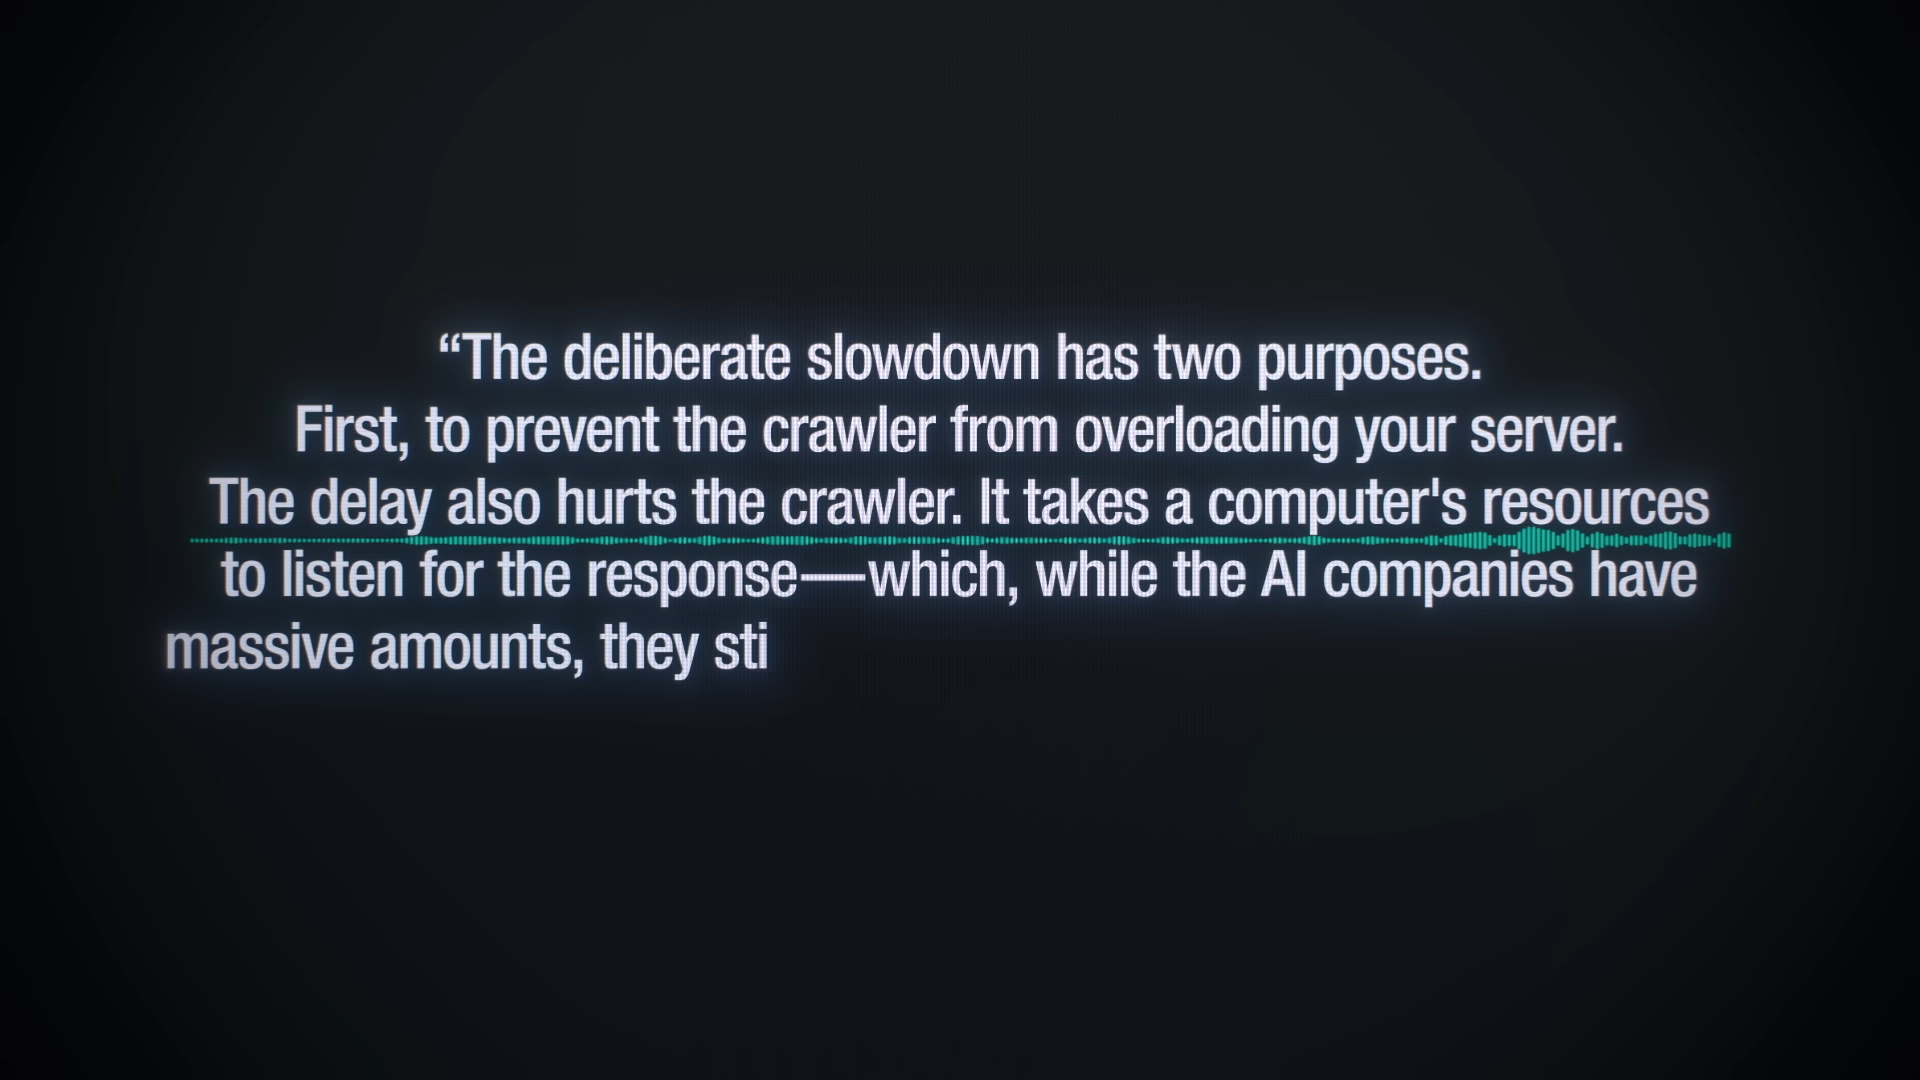 “The deliberate slowdown has two purposes.
First, to prevent the crawler from overloading your server.
The delay also hurts the crawler. It takes a computer's resources
to listen for the response—which, while the AI companies have
massive amounts, they sti